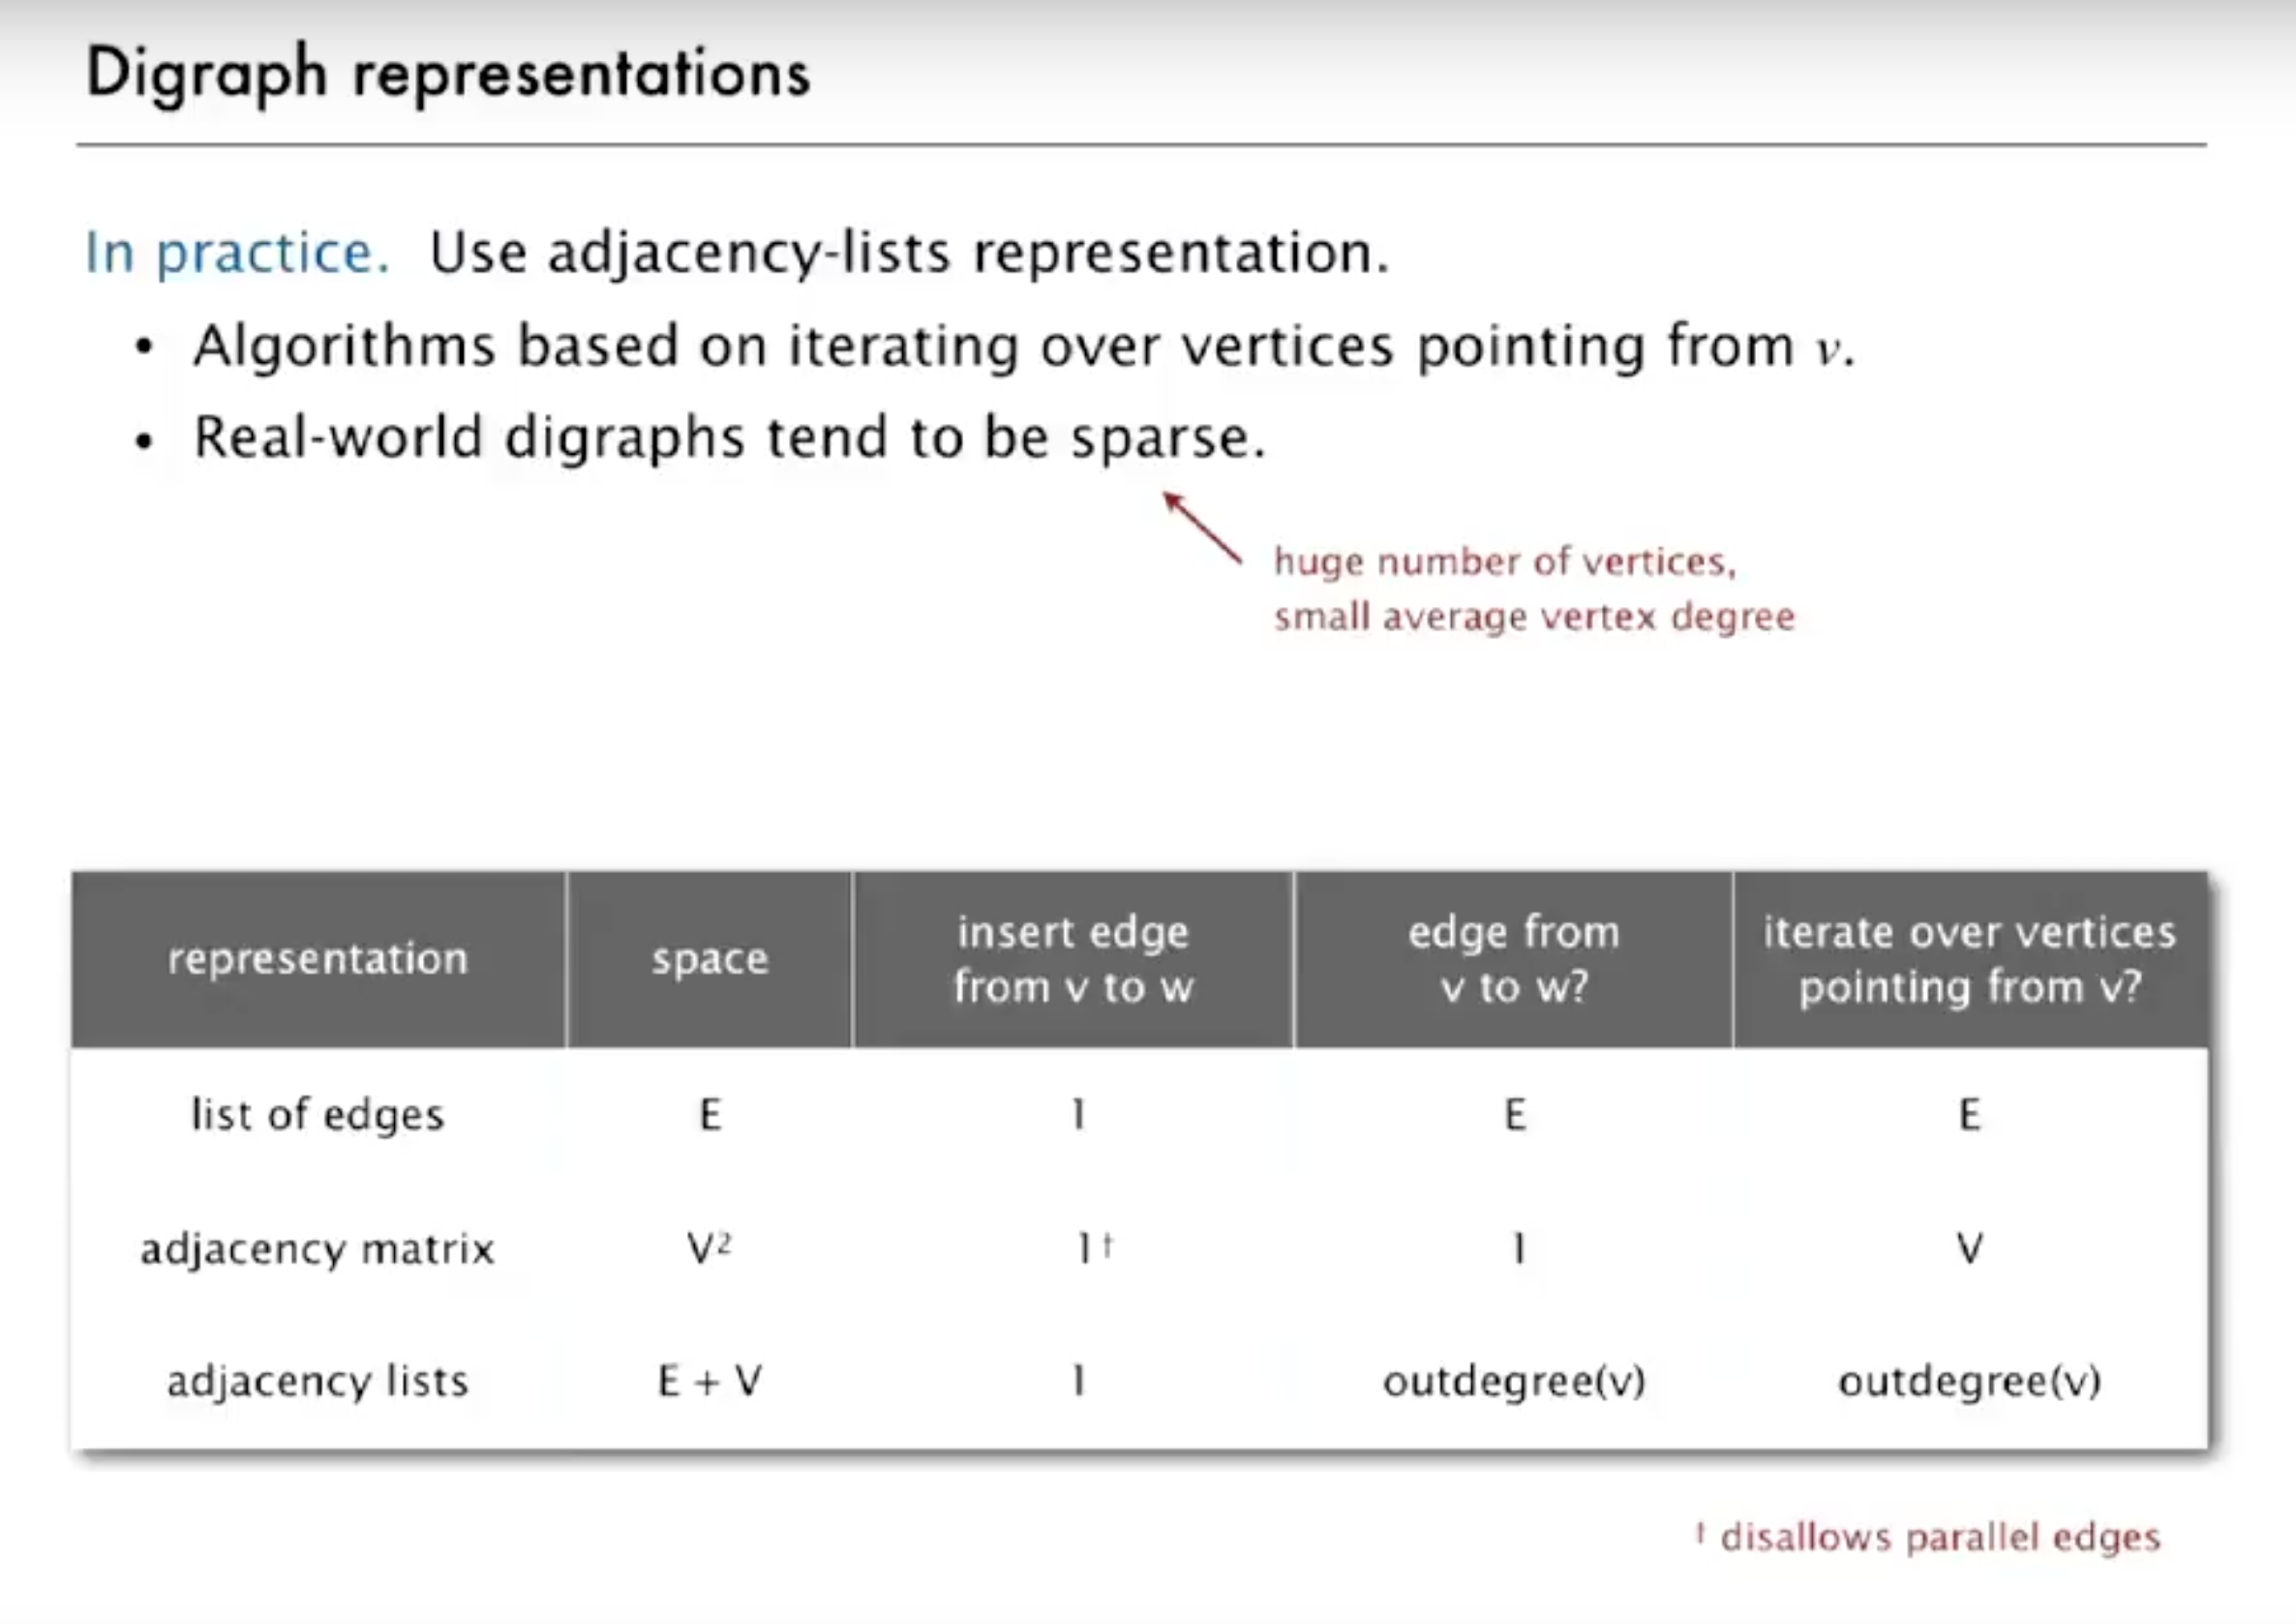 Digraph representations
In practice. Use adjacency-lists representation.
• Algorithms based on iterating over vertices pointing from v.
• Real-world digraphs tend to be sparse.
huge number of vertices,
small average vertex degree
representation space insert edge from v to w edge from v to w? iterate over vertices pointing from v?
list of edges E 1 E E
adjacency matrix V² 1 † 1 V
adjacency lists E + V 1 outdegree(v) outdegree(v)
† disallows parallel edges